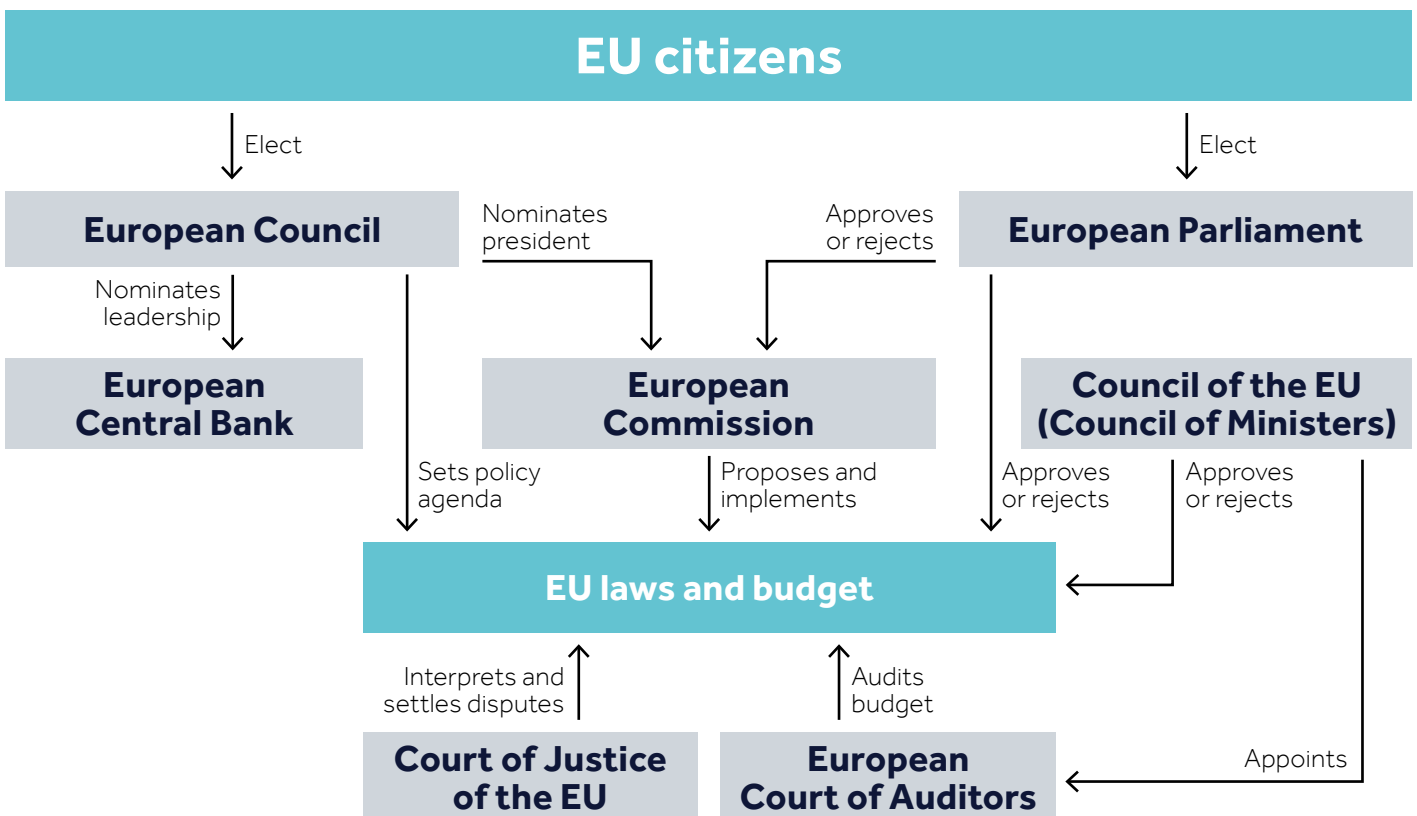 EU citizens
Elect
Elect
European Council
Nominates
president
Approves
or rejects
European Parliament
Nominates
leadership
European
Central Bank
European
Commission
Council of the EU
(Council of Ministers)
Sets policy
agenda
Proposes and
implements
Approves
or rejects
Approves
or rejects
EU laws and budget
Interprets and
settles disputes
Audits
budget
Court of Justice
of the EU
European
Court of Auditors
Appoints